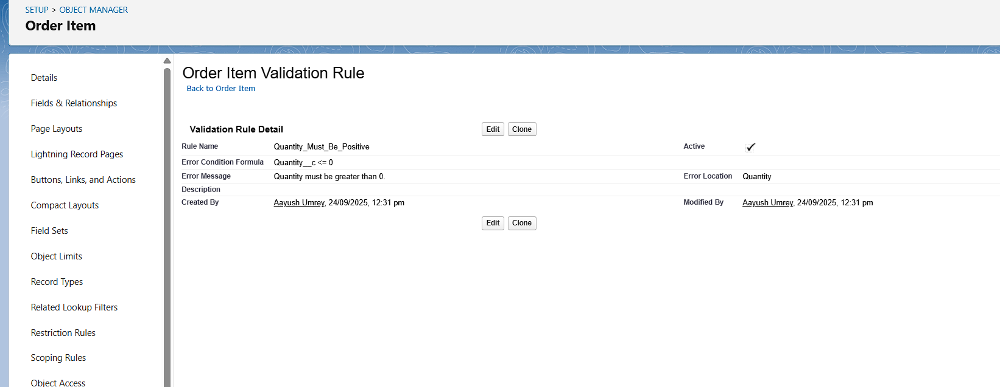 SETUP > OBJECT MANAGER
Order Item
Details
Fields & Relationships
Page Layouts
Lightning Record Pages
Buttons, Links, and Actions
Compact Layouts
Field Sets
Object Limits
Record Types
Related Lookup Filters
Restriction Rules
Scoping Rules
Object Access
Order Item Validation Rule
Back to Order Item
Validation Rule Detail Edit Clone
Rule Name Quantity_Must_Be_Positive Active
Error Condition Formula Quantity__c <= 0
Error Message Quantity must be greater than 0. Error Location Quantity
Description
Created By Aayush Umrey, 24/09/2025, 12:31 pm Modified By Aayush Umrey, 24/09/2025, 12:31 pm
Edit Clone